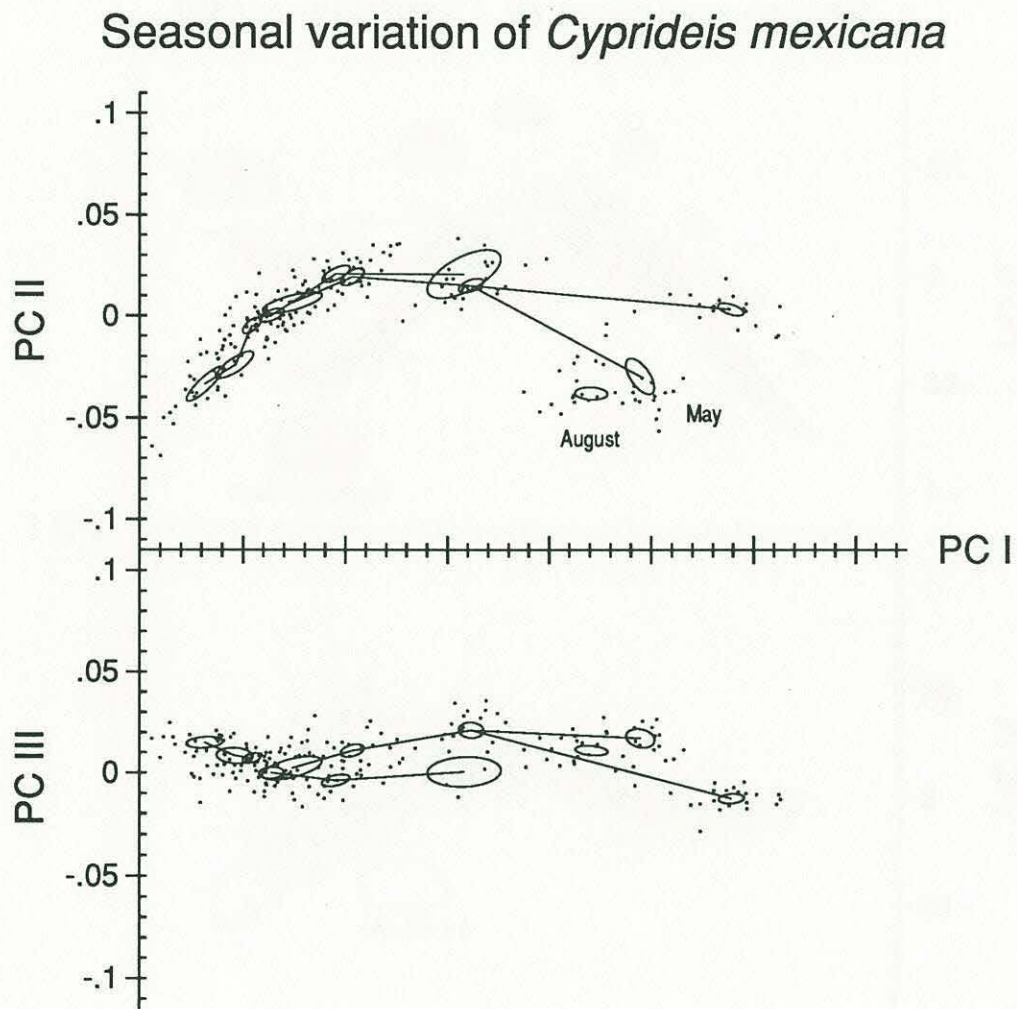 Seasonal variation of Cyprideis mexicana
.1
.05
0
-.05
-.1
PC II
May
August
PC I
.1
.05
0
-.05
-.1
PC III